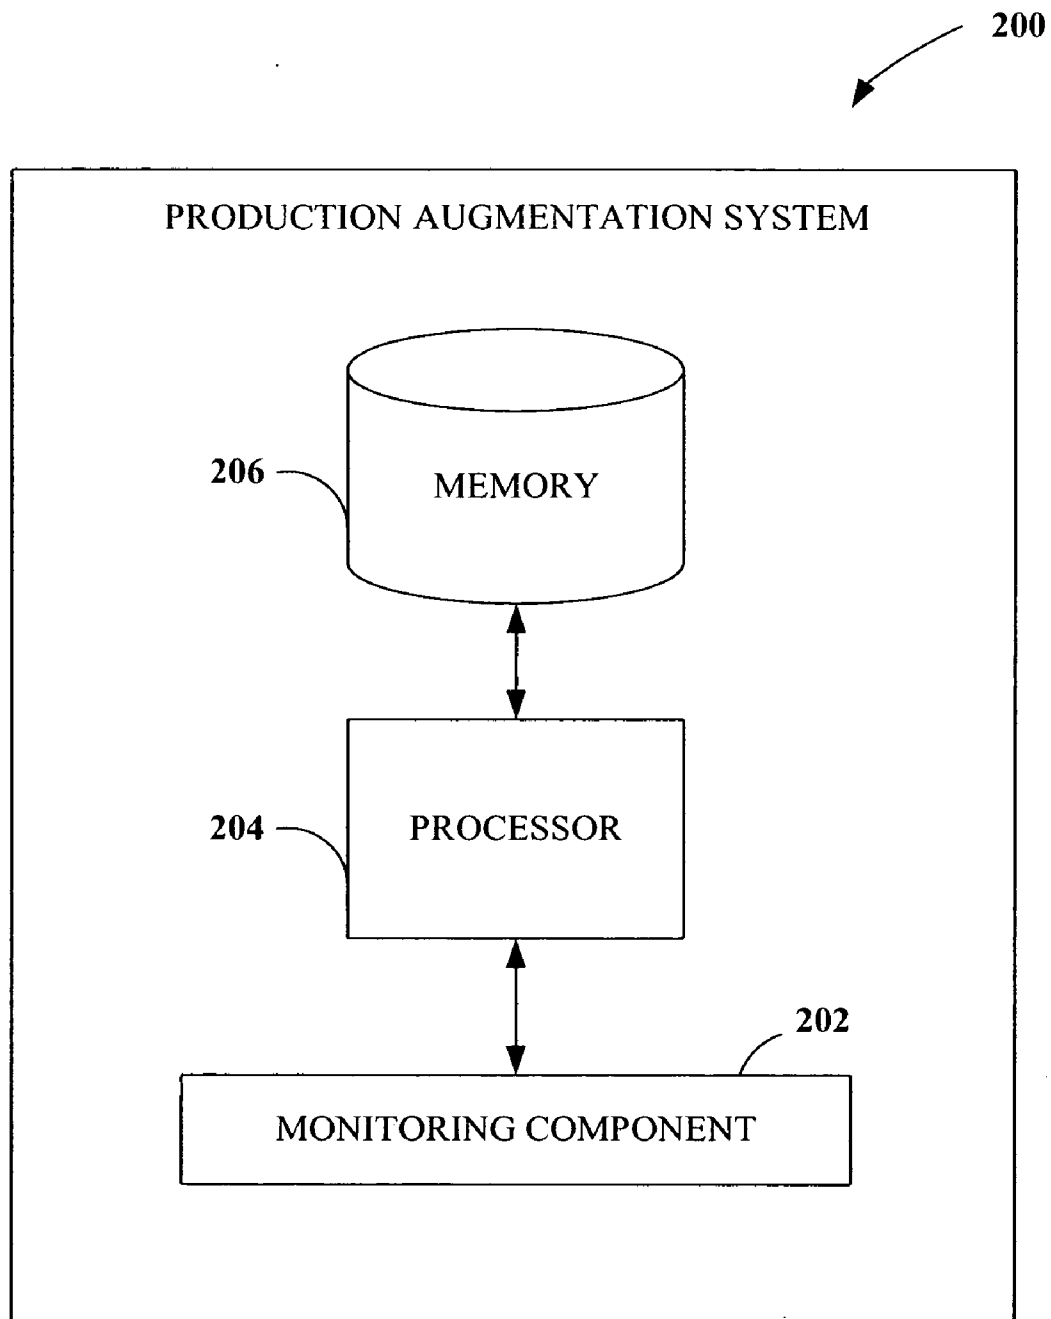 200
PRODUCTION AUGMENTATION SYSTEM
206
MEMORY
204
PROCESSOR
202
MONITORING COMPONENT